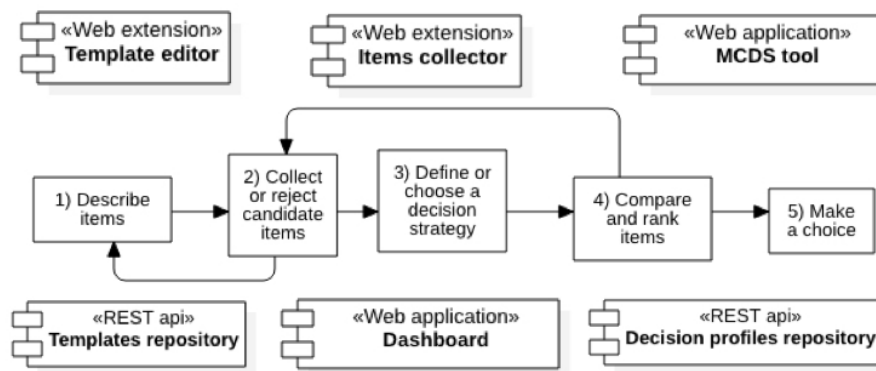 «Web extension»
Template editor
«Web extension»
Items collector
«Web application»
MCDS tool
1) Describe
items
2) Collect
or reject
candidate
items
3) Define or
choose a
decision
strategy
4) Compare
and rank
items
5) Make
a choice
«REST api»
Templates repository
«Web application»
Dashboard
«REST api»
Decision profiles repository